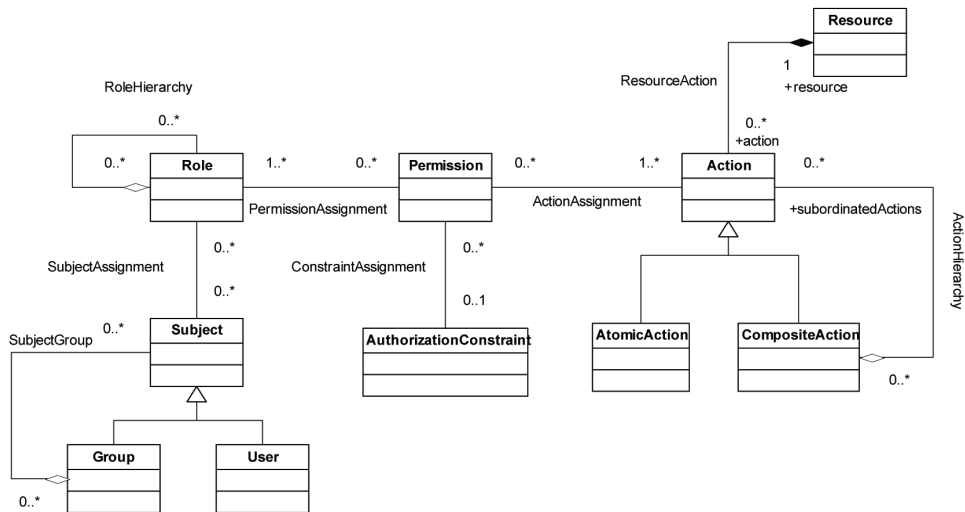 Resource
1
+resource
ResourceAction
0..*
+action
RoleHierarchy
0..*
0..*
Role
1..*
0..*
Permission
0..*
1..*
Action
0..*
PermissionAssignment
ActionAssignment
+subordinatedActions
ActionHierarchy
0..*
SubjectAssignment
0..*
0..*
ConstraintAssignment
0..1
SubjectGroup
0..*
Subject
AuthorizationConstraint
AtomicAction
CompositeAction
0..*
Group
User
0..*